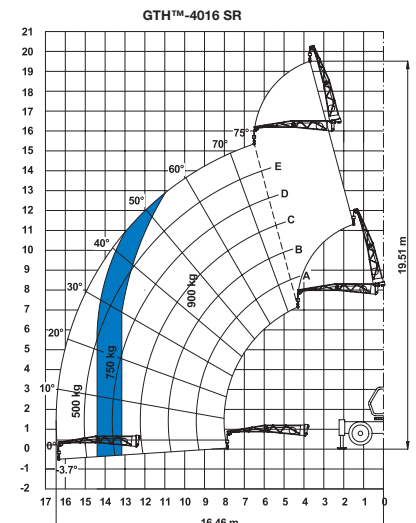 GTH™-4016 SR
21
20
19
18
17
16
15
14
13
12
11
10
9
8
7
6
5
4
3
2
1
0
-1
-2
75°
70°
60°
50°
40°
30°
20°
10°
0°
-3.7°
E
D
C
B
A
900 kg
750 kg
500 kg
19.51 m
17 16 15 14 13 12 11 10 9 8 7 6 5 4 3 2 1 0
16.46 m